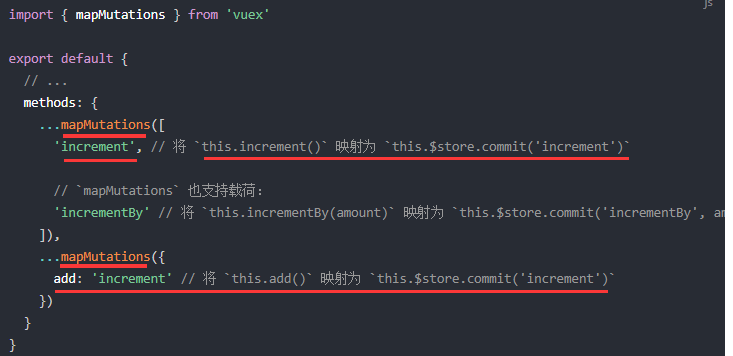 js
import { mapMutations } from 'vuex'
export default {
  // ...
  methods: {
    ...mapMutations([
      'increment', // 将 `this.increment()` 映射为 `this.$store.commit('increment')`
      // `mapMutations` 也支持载荷：
      'incrementBy' // 将 `this.incrementBy(amount)` 映射为 `this.$store.commit('incrementBy', am
    ]),
    ...mapMutations({
      add: 'increment' // 将 `this.add()` 映射为 `this.$store.commit('increment')`
    })
  }
}